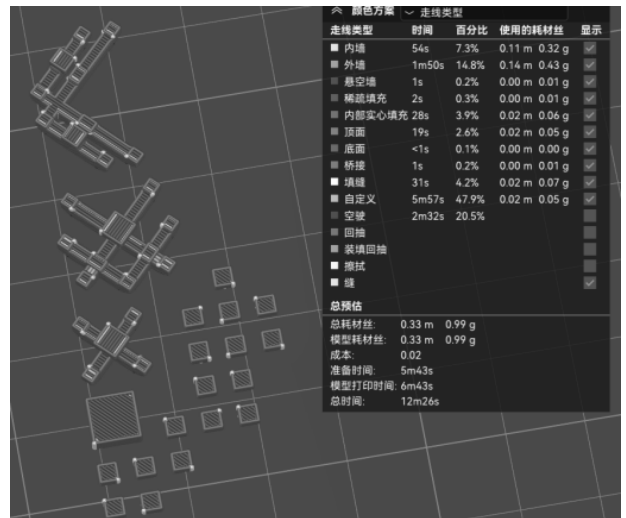 颜色方案 走线类型
走线类型 时间 百分比 使用的耗材丝 显示
内墙 54s 7.3% 0.11 m 0.32 g
外墙 1m50s 14.8% 0.14 m 0.43 g
悬空墙 1s 0.2% 0.00 m 0.01 g
稀疏填充 2s 0.3% 0.00 m 0.01 g
内部实心填充 28s 3.9% 0.02 m 0.06 g
顶面 19s 2.6% 0.02 m 0.05 g
底面 <1s 0.1% 0.00 m 0.00 g
桥接 1s 0.2% 0.00 m 0.01 g
填缝 31s 4.2% 0.02 m 0.07 g
自定义 5m57s 47.9% 0.02 m 0.05 g
空驶 2m32s 20.5%
回抽
装填回抽
擦拭
缝
总预估
总耗材丝: 0.33 m 0.99 g
模型耗材丝: 0.33 m 0.99 g
成本: 0.02
准备时间: 5m43s
模型打印时间: 6m43s
总时间: 12m26s